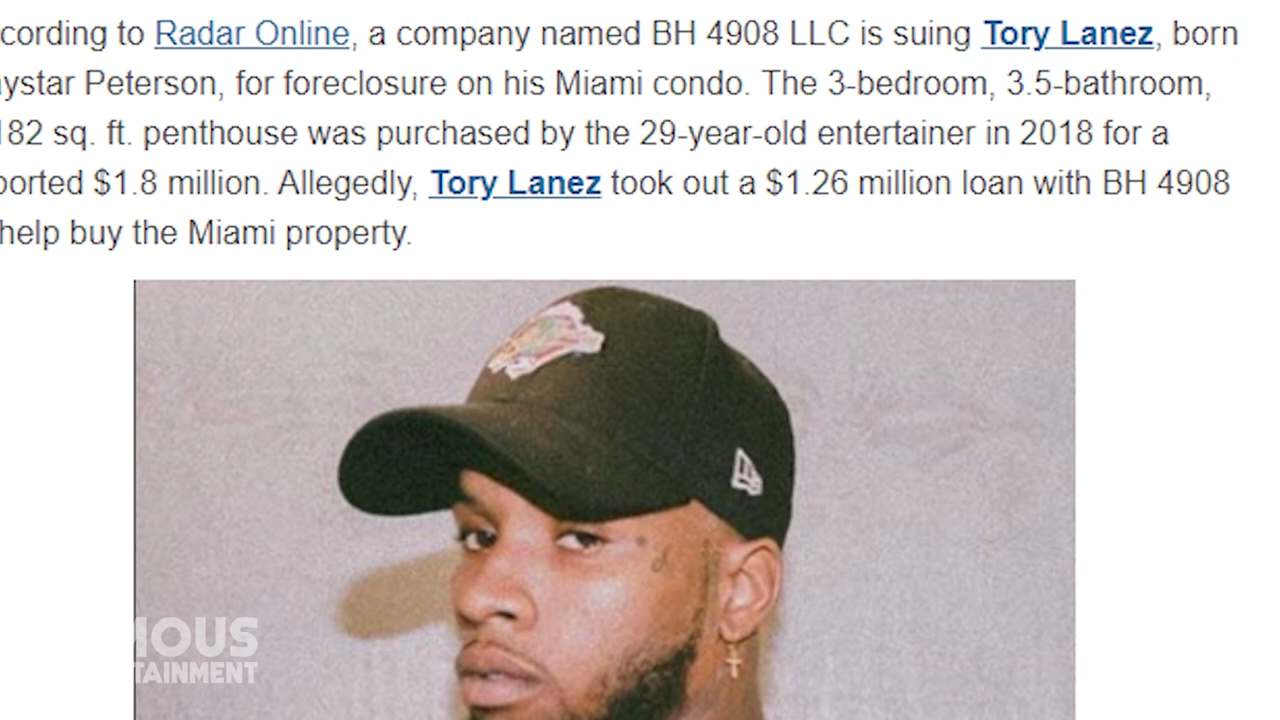 cording to Radar Online, a company named BH 4908 LLC is suing Tory Lanez, born
ystar Peterson, for foreclosure on his Miami condo. The 3-bedroom, 3.5-bathroom,
182 sq. ft. penthouse was purchased by the 29-year-old entertainer in 2018 for a
ported $1.8 million. Allegedly, Tory Lanez took out a $1.26 million loan with BH 4908
help buy the Miami property.
MOUS
TAINMENT